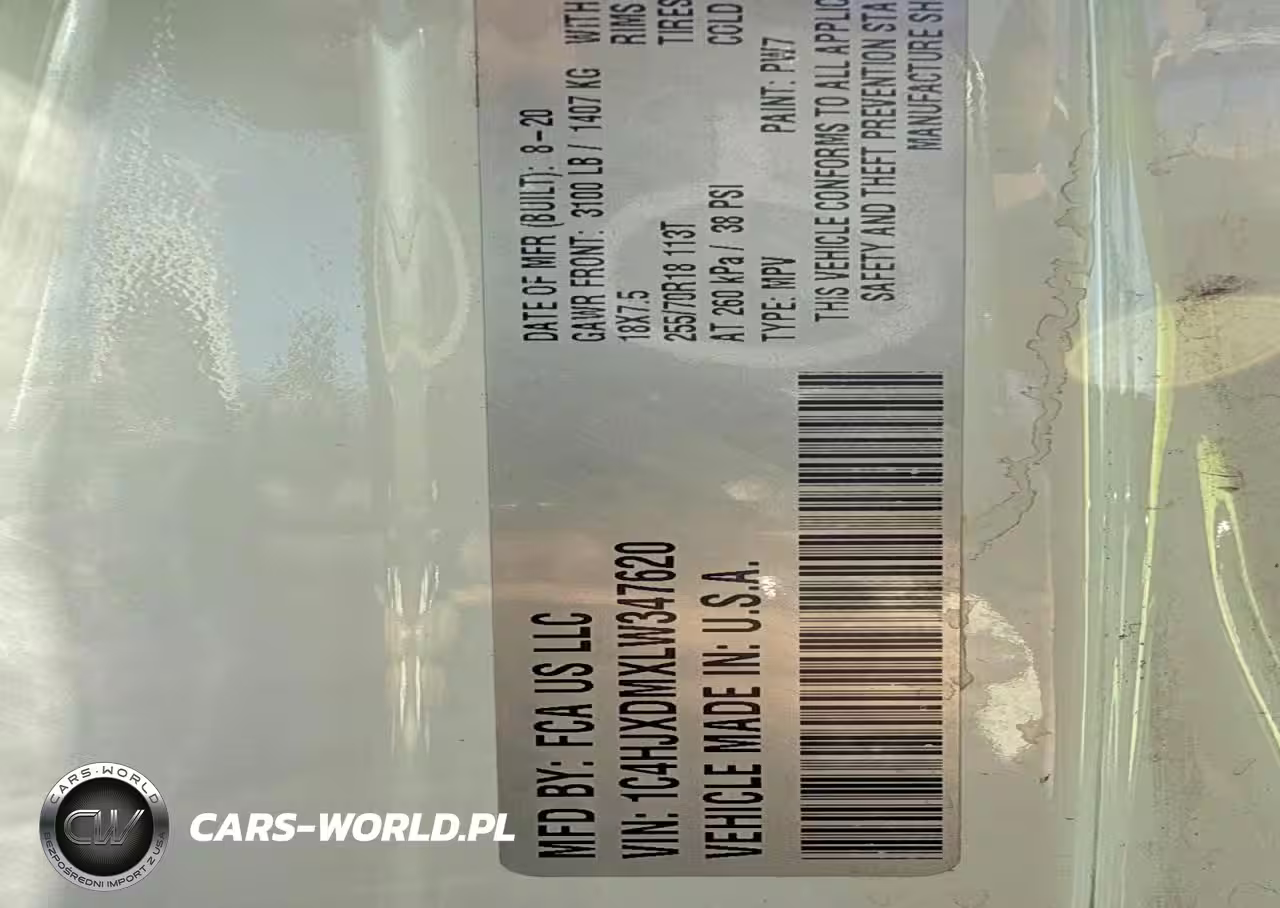 MFD BY: FCA US LLC
VIN: 1C4HJXDMXLW347620
VEHICLE MADE IN: U.S.A.
DATE OF MFR (BUILT): 8-20
GAWR FRONT: 3100 LB / 1407 KG WITH
18X7.5 RIMS
255/70R18 113T TIRES
AT 260 kPa / 38 PSI COLD
TYPE: MPV PAINT: PW7
THIS VEHICLE CONFORMS TO ALL APPLIC
SAFETY AND THEFT PREVENTION STA
MANUFACTURE SH
CARS-WORLD
CW
BEZPOŚREDNI IMPORT Z USA
CARS-WORLD.PL